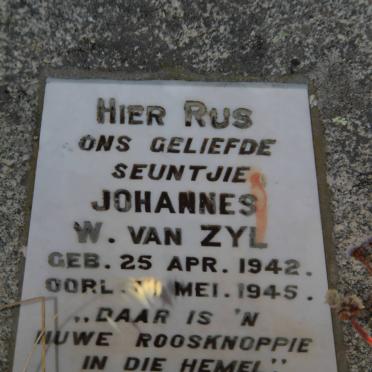 HIER RUS
ONS GELIEFDE
SEUNTJIE
JOHANNES
W. VAN ZYL
GEB. 25 APR. 1942.
OORL. MEI. 1945.
„DAAR IS 'N
NUWE ROOSKNOPPIE
IN DIE HEMEL"